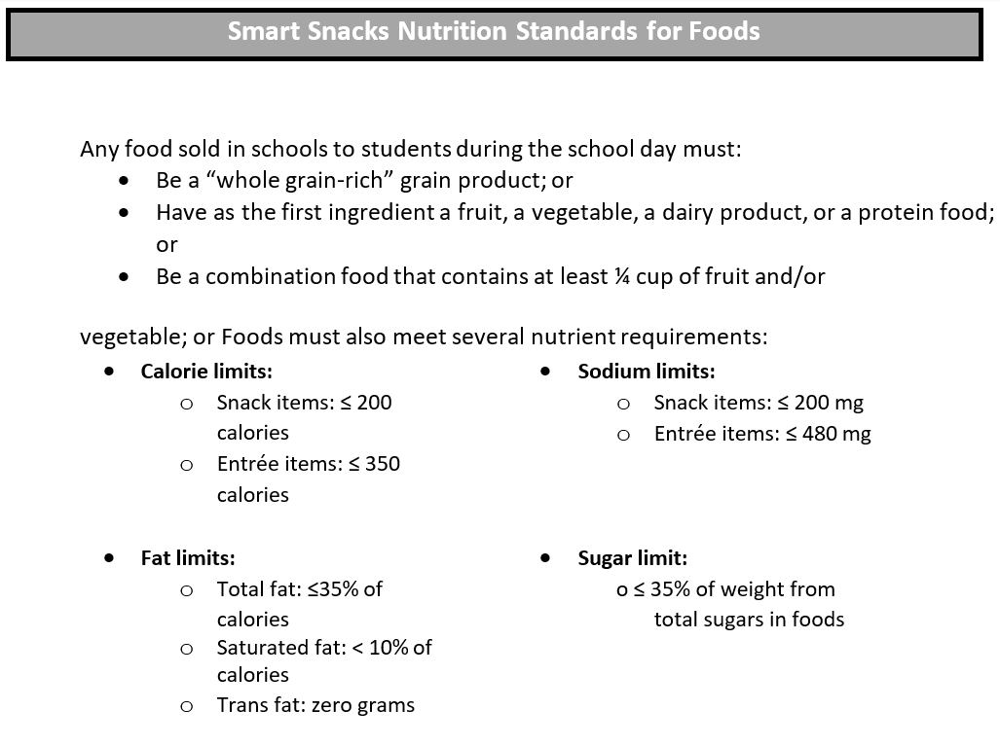 Smart Snacks Nutrition Standards for Foods
Any food sold in schools to students during the school day must:
• Be a “whole grain-rich” grain product; or
• Have as the first ingredient a fruit, a vegetable, a dairy product, or a protein food;
or
• Be a combination food that contains at least ¼ cup of fruit and/or
vegetable; or Foods must also meet several nutrient requirements:
• Calorie limits:
o Snack items: ≤ 200
calories
o Entrée items: ≤ 350
calories
• Sodium limits:
o Snack items: ≤ 200 mg
o Entrée items: ≤ 480 mg
• Fat limits:
o Total fat: ≤35% of
calories
o Saturated fat: < 10% of
calories
o Trans fat: zero grams
• Sugar limit:
o ≤ 35% of weight from
total sugars in foods